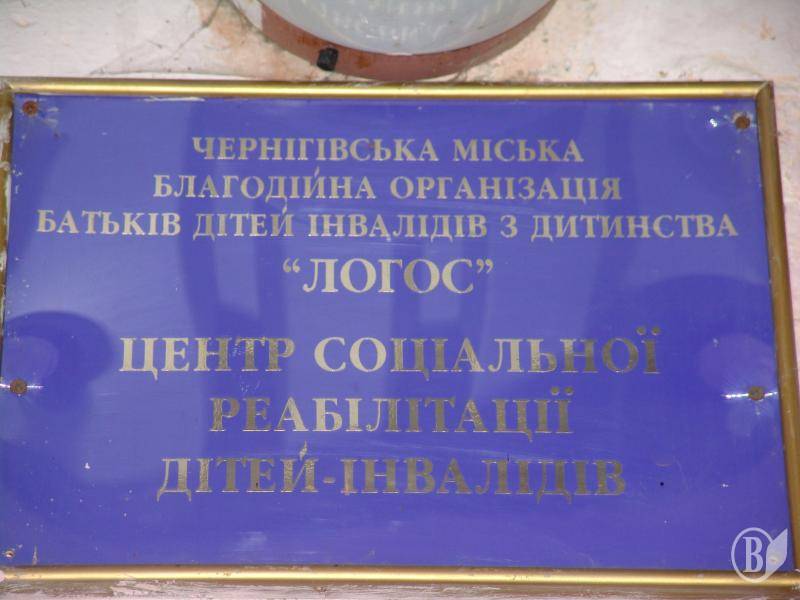 ЧЕРНІГІВСЬКА МІСЬКА
БЛАГОДІЙНА ОРГАНІЗАЦІЯ
БАТЬКІВ ДІТЕЙ ІНВАЛІДІВ З ДИТИНСТВА
“ЛОГОС”
ЦЕНТР СОЦІАЛЬНОЇ
РЕАБІЛІТАЦІЇ
ДІТЕЙ-ІНВАЛІДІВ
В